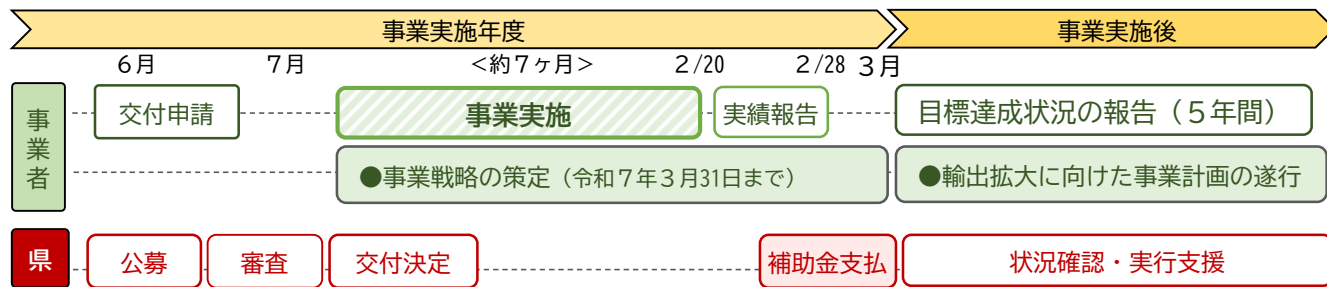 事業実施年度
事業実施後
6月
7月
<約7ヶ月>
2/20
2/28
3月
事業者
交付申請
事業実施
実績報告
目標達成状況の報告（５年間）
●事業戦略の策定（令和７年３月31日まで）
●輸出拡大に向けた事業計画の遂行
県
公募
審査
交付決定
補助金支払
状況確認・実行支援